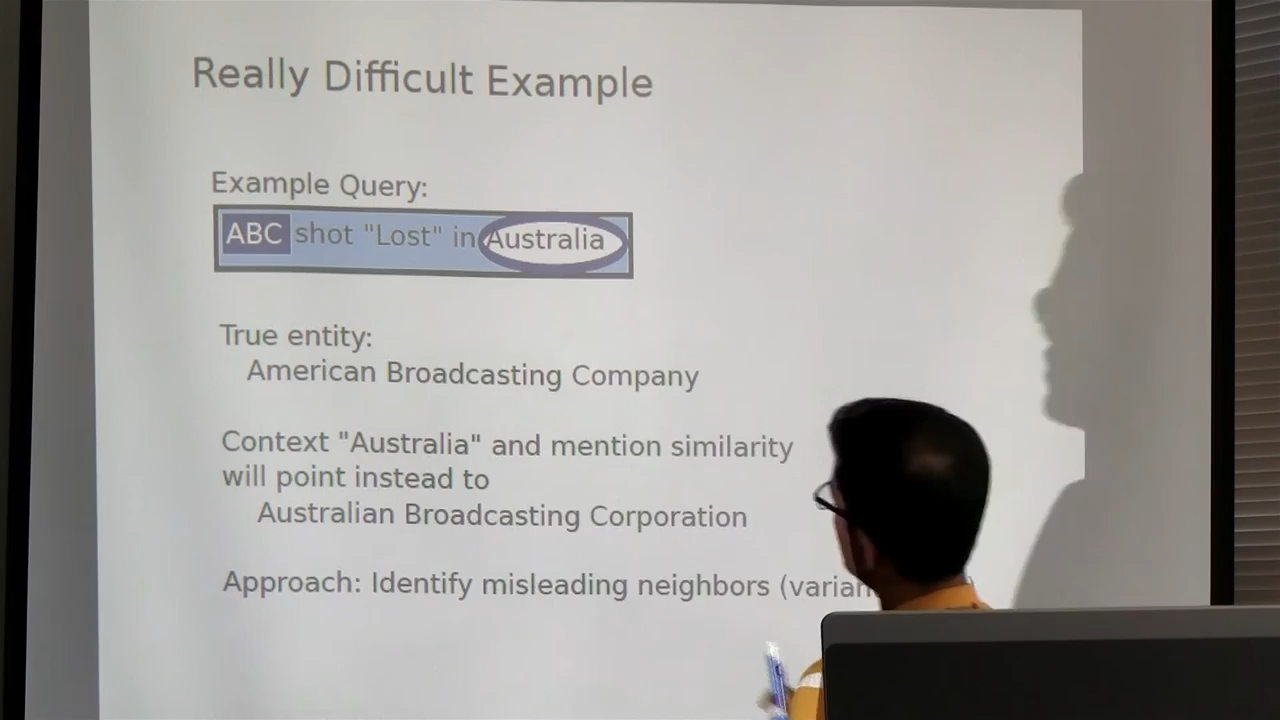 Really Difficult Example
Example Query:
ABC shot "Lost" in Australia
True entity:
American Broadcasting Company
Context "Australia" and mention similarity
will point instead to
Australian Broadcasting Corporation
Approach: Identify misleading neighbors